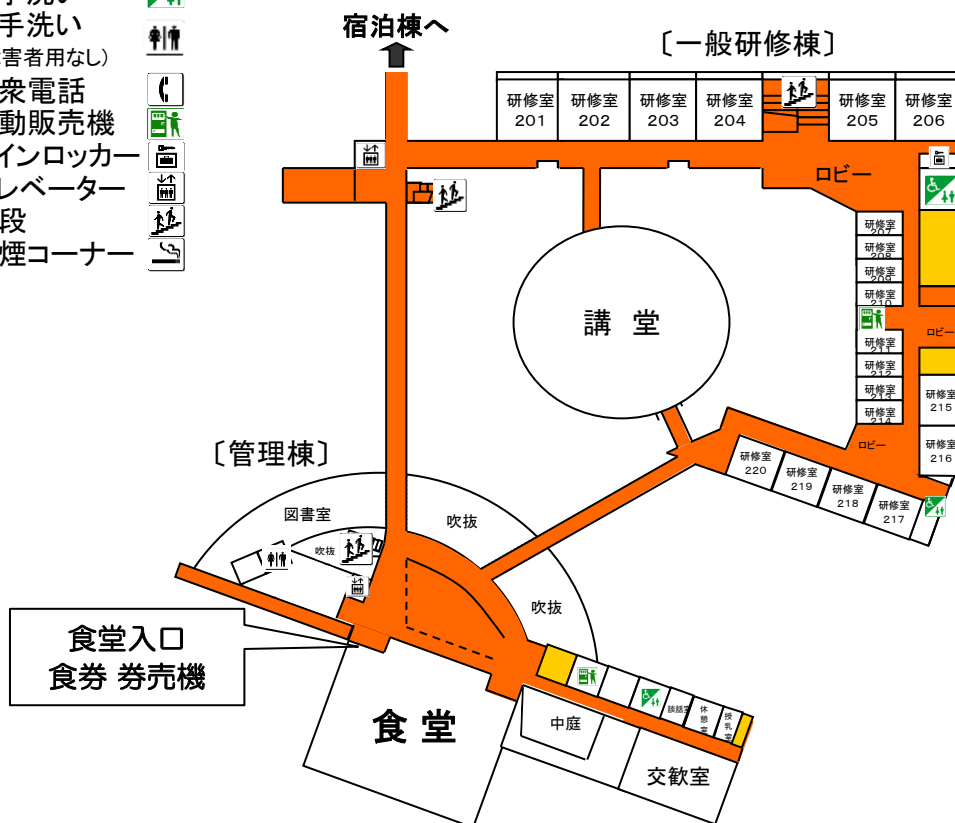 手洗い
手洗い
害者用なし）
衆電話
動販売機
インロッカー
レベーター
段
煙コーナー
宿泊棟へ
〔一般研修棟〕
研修室
201
研修室
202
研修室
203
研修室
204
研修室
205
研修室
206
ロビー
研修室
207
研修室
208
研修室
209
研修室
210
研修室
211
研修室
212
研修室
213
研修室
214
ロビー
研修室
215
研修室
216
ロビー
研修室
220
研修室
219
研修室
218
研修室
217
講 堂
〔管理棟〕
図書室
吹抜
吹抜
吹抜
食堂入口
食券 券売機
食 堂
中庭
談話室
休憩室
授乳室
交歓室